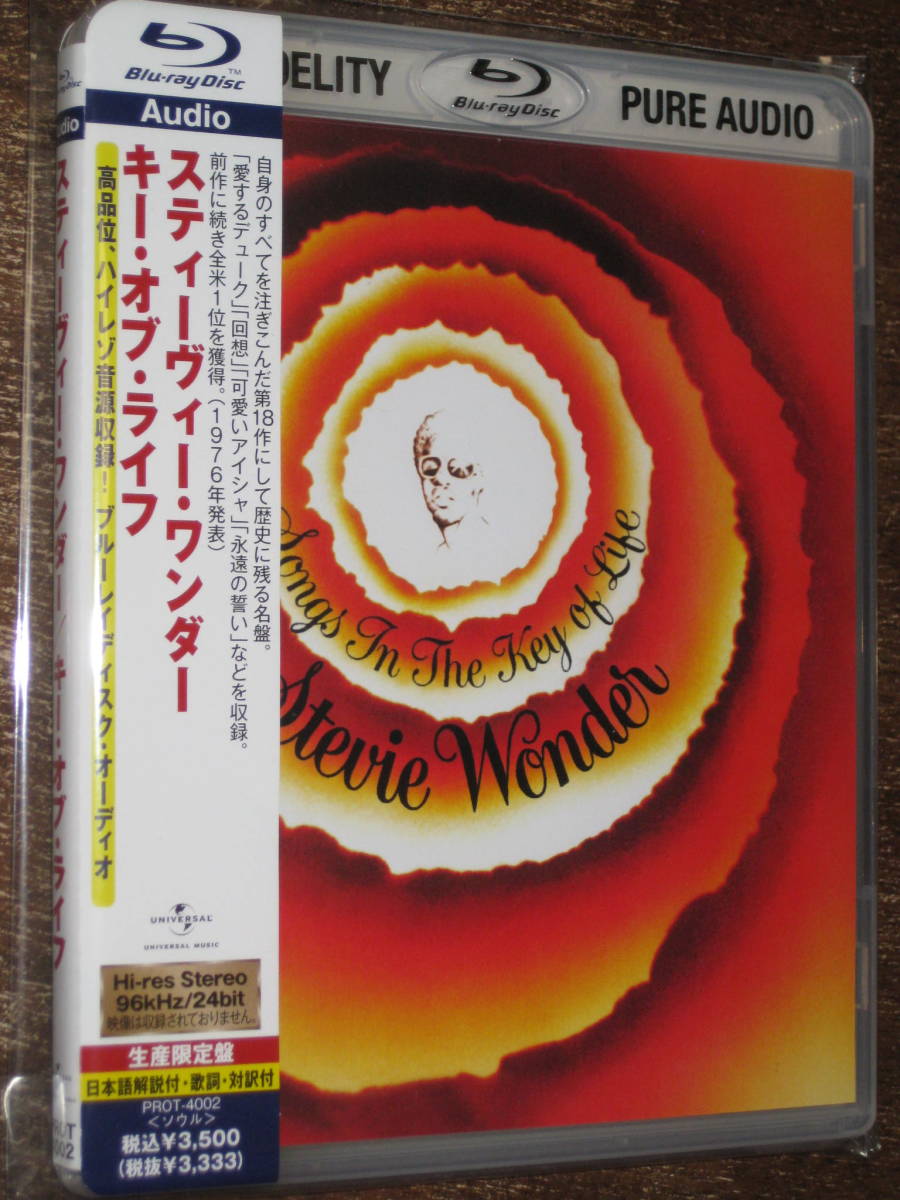 Blu-ray Disc™
Audio
スティーヴィー・ワンダー
キー・オブ・ライフ
高品位、ハイレゾ音源収録！ ブルーレイディスク・オーディオ
自身のすべてを注ぎこんだ第18作にして歴史に残る名盤。
「愛するデューク」「回想」「可愛いアイシャ」「永遠の誓い」などを収録。
前作に続き全米1位を獲得。(1976年発表)
UNIVERSAL
UNIVERSAL MUSIC
Hi-res Stereo
96kHz/24bit
映像は収録されておりません。
生産限定盤
日本語解説付・歌詞・対訳付
PROT-4002
＜ソウル＞
税込¥3,500
(税抜¥3,333)
Blu-ray Disc
スティーヴィー・ワンダー／キー・オブ・ライフ
DELITY
Blu-ray Disc
PURE AUDIO
Songs In The Key of Life
Stevie Wonder